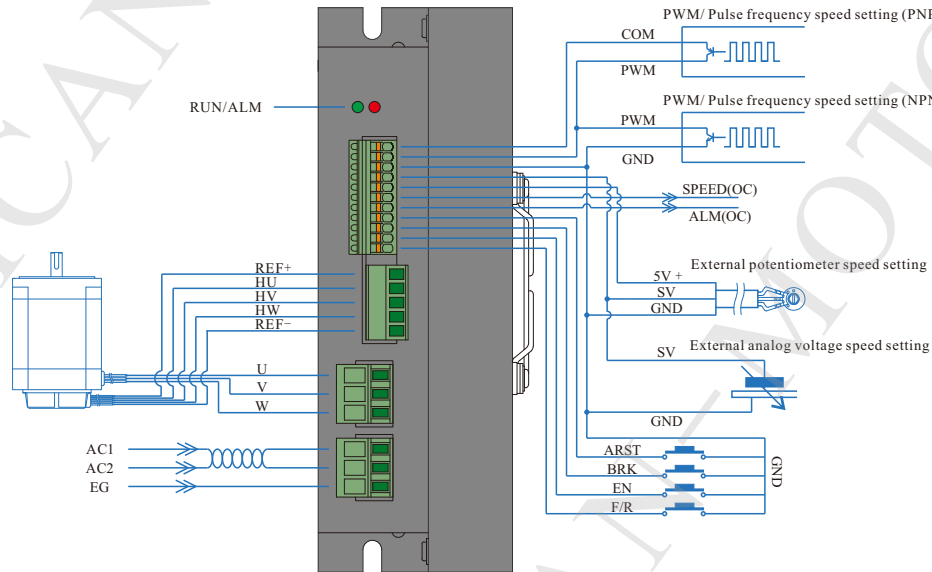 PWM/ Pulse frequency speed setting (PNP
COM
PWM
RUN/ALM
PWM/ Pulse frequency speed setting (NPN
PWM
GND
SPEED(OC)
ALM(OC)
REF+
HU
HV
HW
REF−
5V +
External potentiometer speed setting
SV
GND
External analog voltage speed setting
SV
GND
U
V
W
AC1
AC2
EG
ARST
BRK
EN
F/R
GND